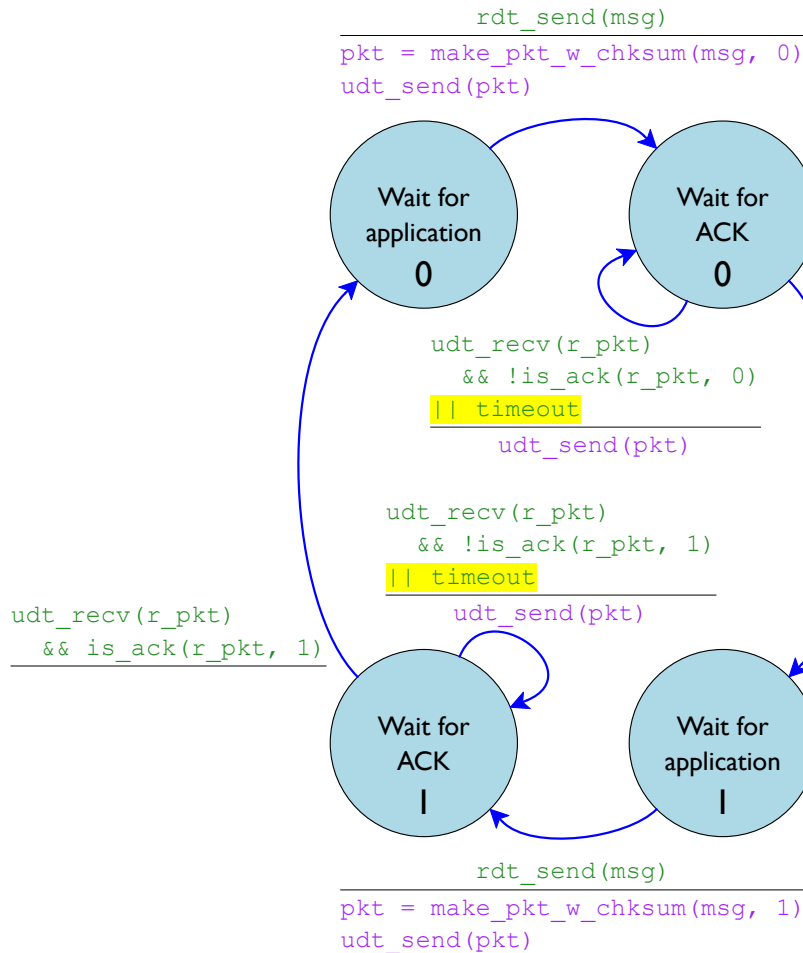 rdt_send(msg)
pkt = make_pkt_w_chksum(msg, 0)
udt_send(pkt)
Wait for
application
0
Wait for
ACK
0
udt_recv(r_pkt)
&& !is_ack(r_pkt, 0)
|| timeout
udt_send(pkt)
udt_recv(r_pkt)
&& !is_ack(r_pkt, 1)
|| timeout
udt_send(pkt)
udt_recv(r_pkt)
&& is_ack(r_pkt, 1)
Wait for
ACK
1
Wait for
application
1
rdt_send(msg)
pkt = make_pkt_w_chksum(msg, 1)
udt_send(pkt)